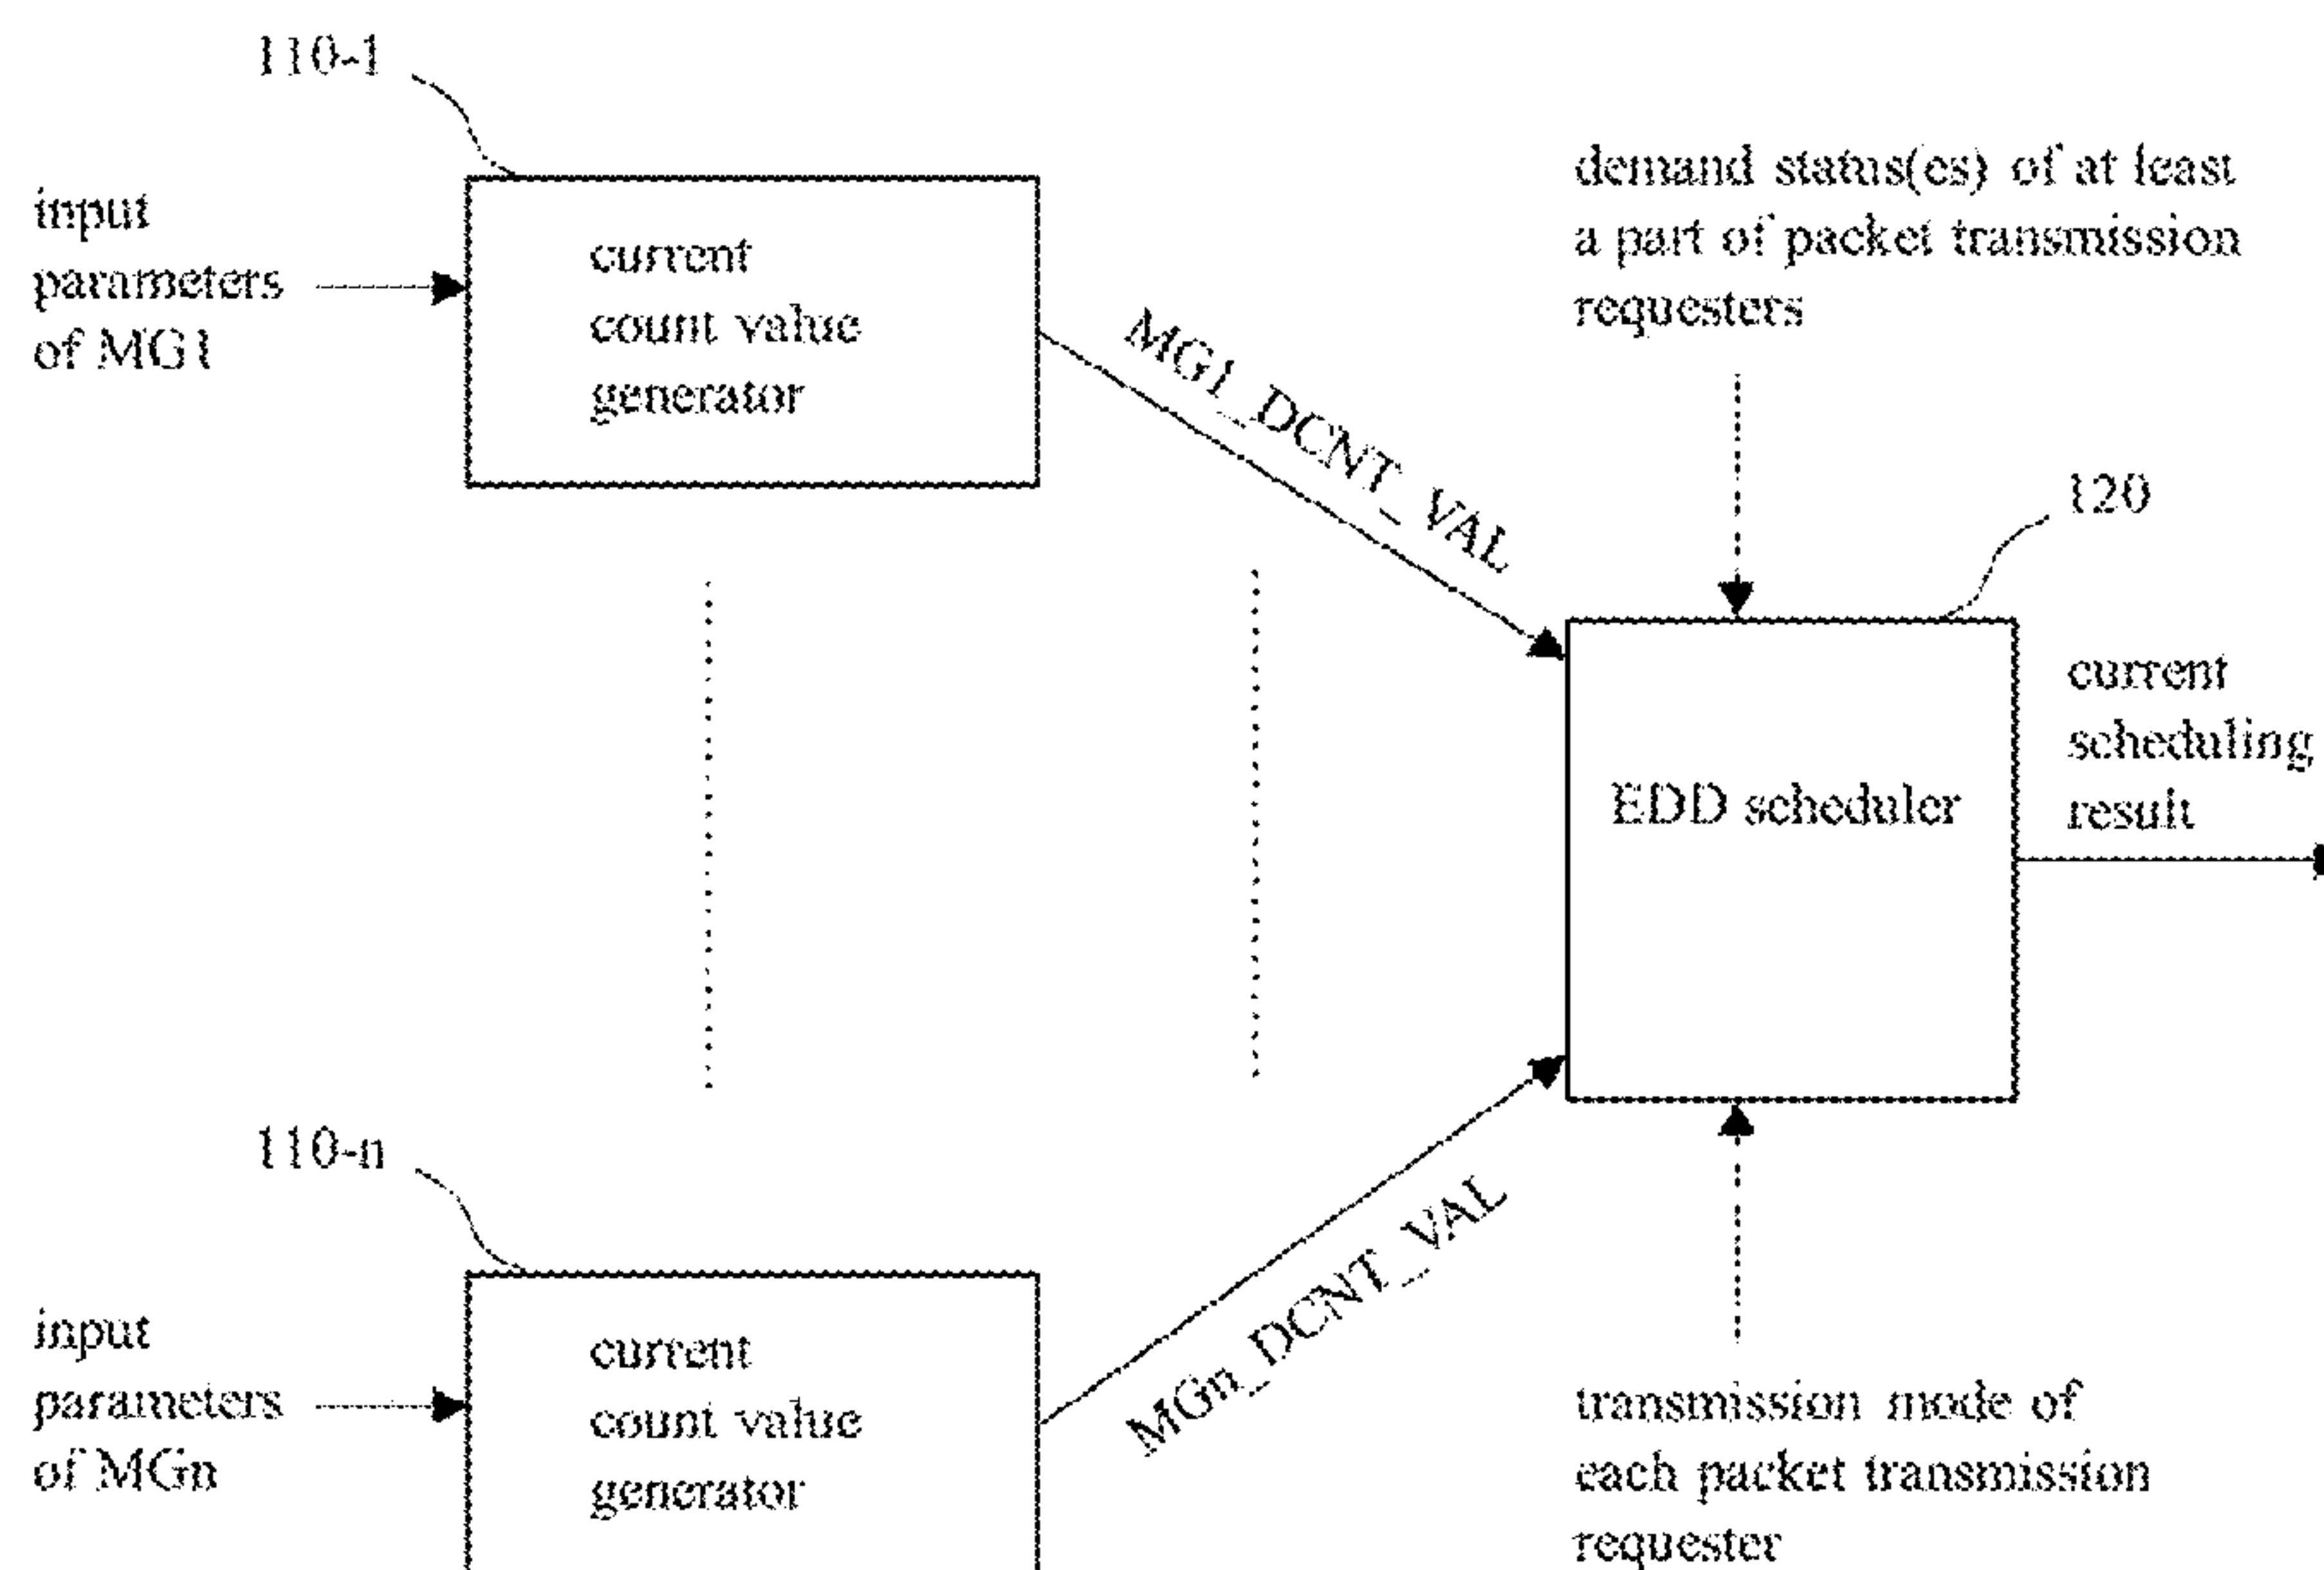 110-1
input
parameters
of MG1
current
count value
generator
MG1_DCNT_VAL
demand status(es) of at least
a part of packet transmission
requesters
120
EDD scheduler
current
scheduling
result
110-n
input
parameters
of MGn
current
count value
generator
MGn_DCNT_VAL
transmission mode of
each packet transmission
requester